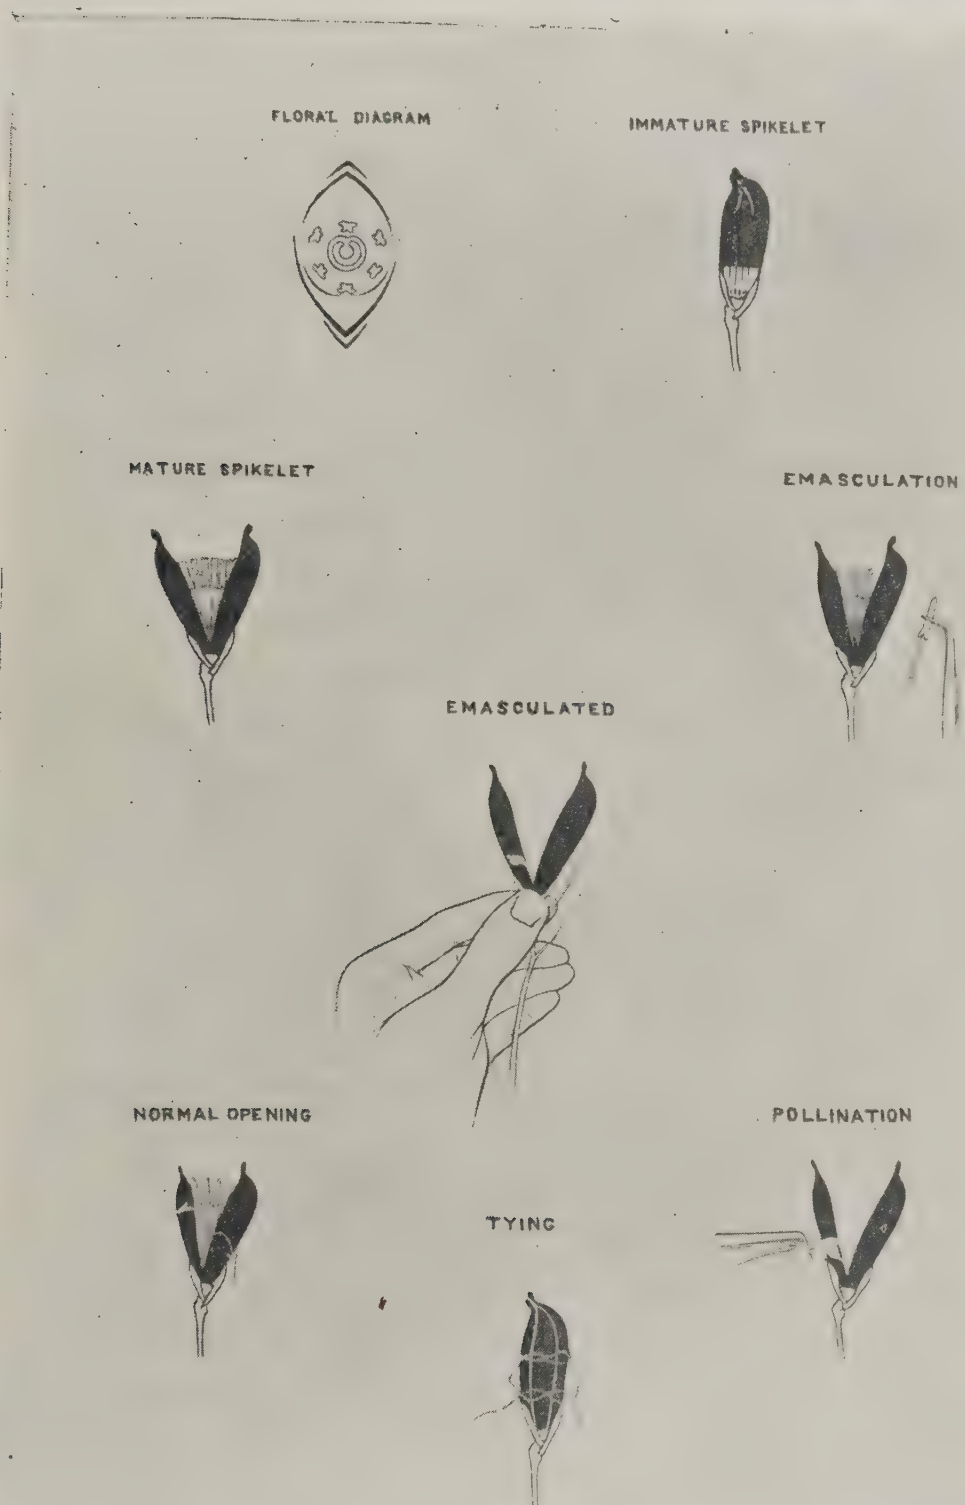 FLORAL DIAGRAM
IMMATURE SPIKELET
MATURE SPIKELET
EMASCULATION
EMASCULATED
NORMAL OPENING
POLLINATION
TYING